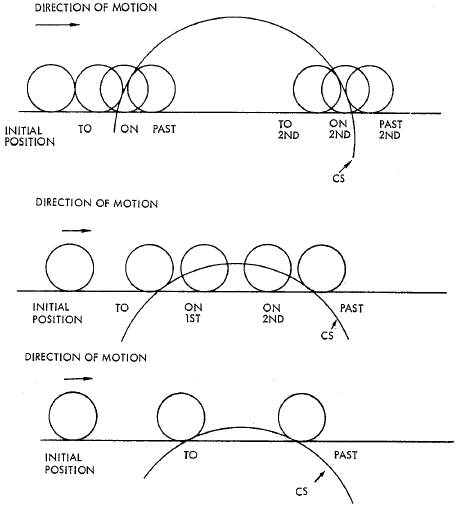 DIRECTION OF MOTION
INITIAL POSITION
TO
ON
PAST
TO 2ND
ON 2ND
PAST 2ND
CS
DIRECTION OF MOTION
INITIAL POSITION
TO
ON 1ST
ON 2ND
PAST
CS
DIRECTION OF MOTION
INITIAL POSITION
TO
PAST
CS